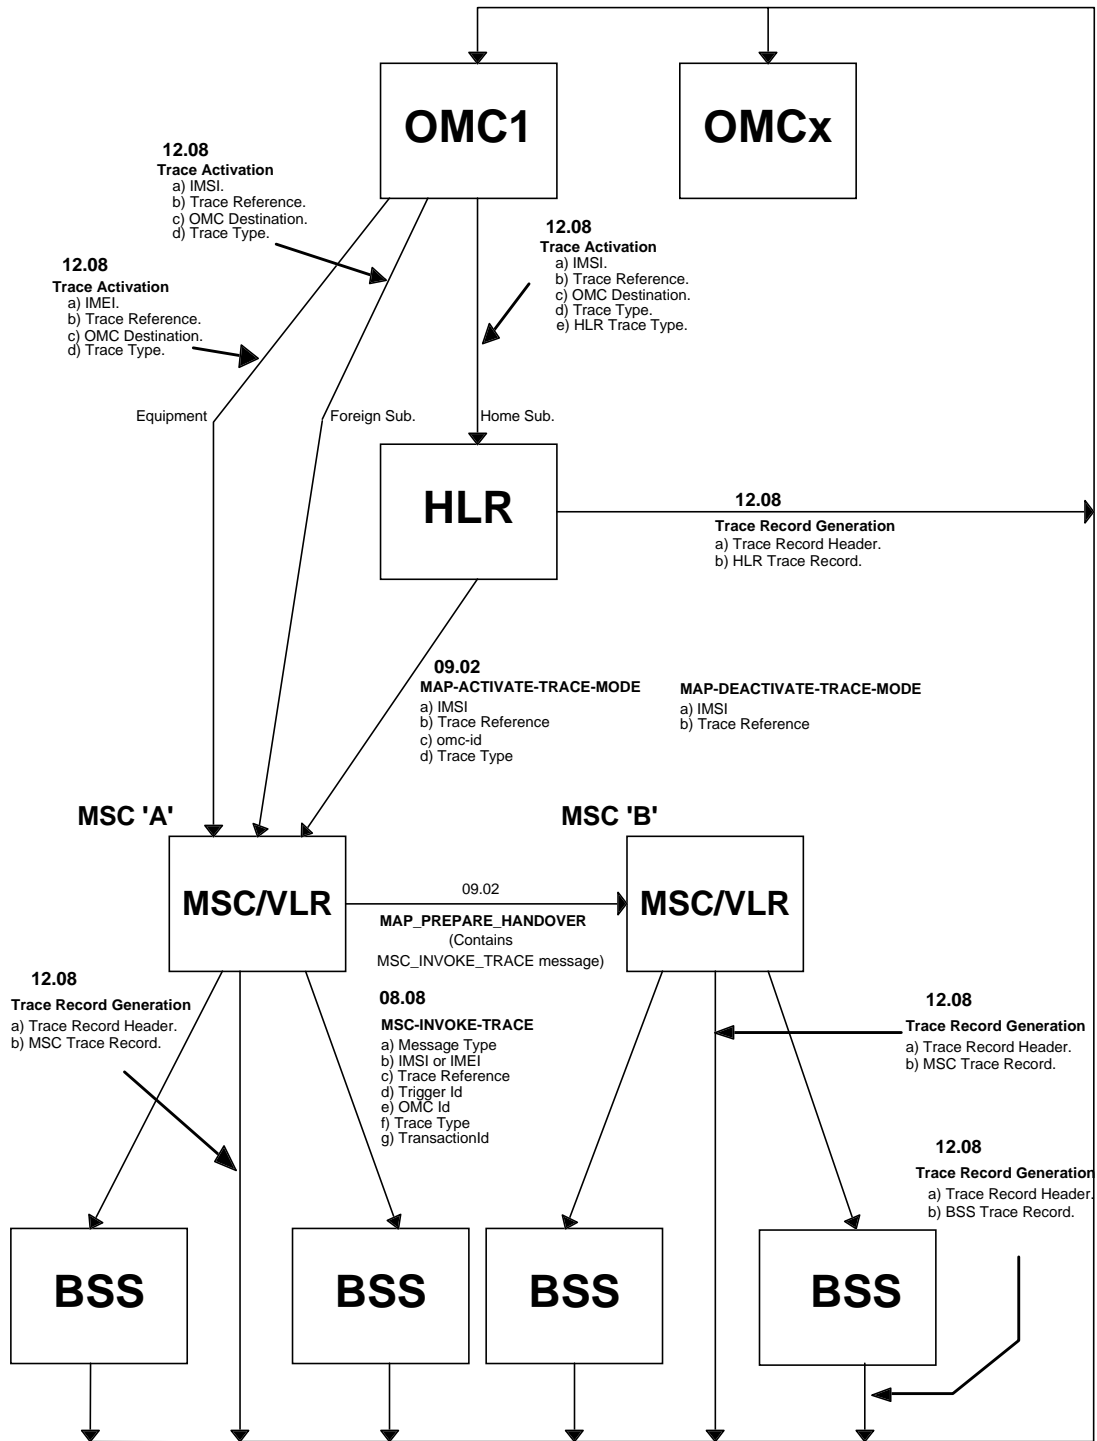 OMC1
OMCx
12.08
Trace Activation
a) IMSI.
b) Trace Reference.
c) OMC Destination.
d) Trace Type.
12.08
Trace Activation
a) IMSI.
b) Trace Reference.
c) OMC Destination.
d) Trace Type.
e) HLR Trace Type.
12.08
Trace Activation
a) IMEI.
b) Trace Reference.
c) OMC Destination.
d) Trace Type.
Equipment
Foreign Sub.
Home Sub.
HLR
12.08
Trace Record Generation
a) Trace Record Header.
b) HLR Trace Record.
09.02
MAP-ACTIVATE-TRACE-MODE
a) IMSI
b) Trace Reference
c) omc-id
d) Trace Type
MAP-DEACTIVATE-TRACE-MODE
a) IMSI
b) Trace Reference
MSC 'A'
MSC 'B'
MSC/VLR
09.02
MAP_PREPARE_HANDOVER
(Contains
MSC_INVOKE_TRACE message)
MSC/VLR
12.08
Trace Record Generation
a) Trace Record Header.
b) MSC Trace Record.
08.08
MSC-INVOKE-TRACE
a) Message Type
b) IMSI or IMEI
c) Trace Reference
d) Trigger Id
e) OMC Id
f) Trace Type
g) TransactionId
12.08
Trace Record Generation
a) Trace Record Header.
b) MSC Trace Record.
12.08
Trace Record Generation
a) Trace Record Header.
b) BSS Trace Record.
BSS
BSS
BSS
BSS